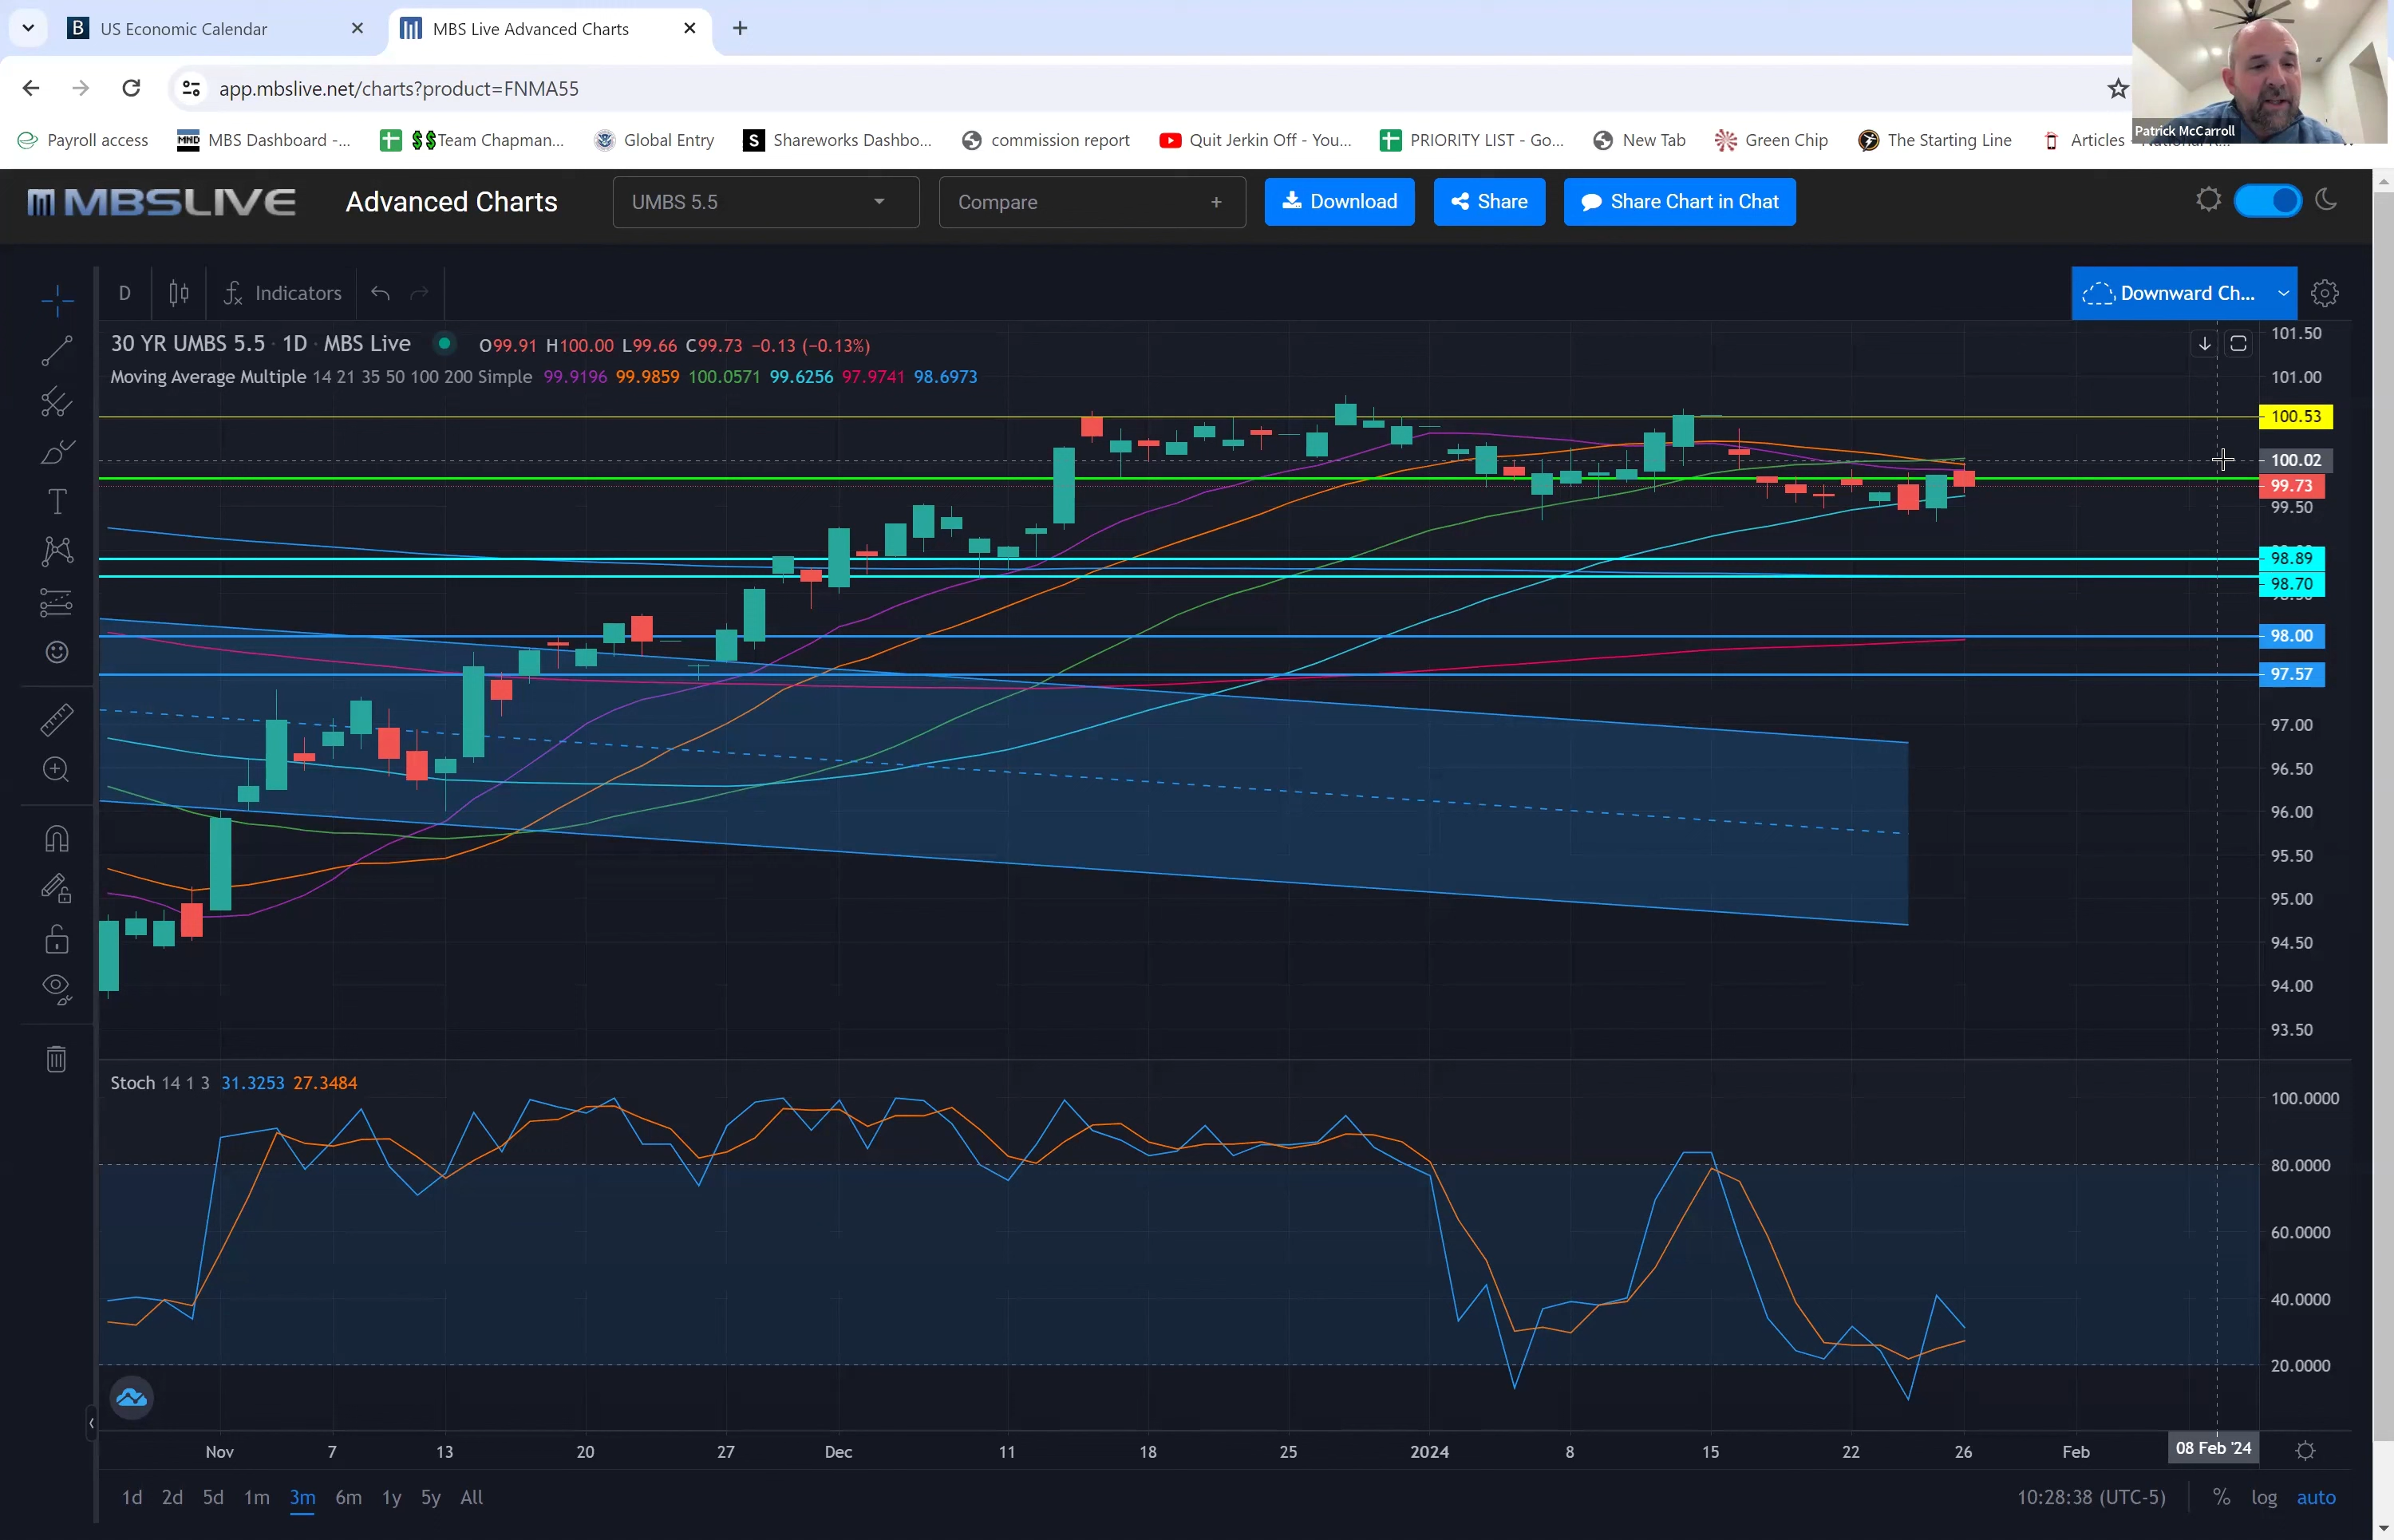 US Economic Calendar
MBS Live Advanced Charts
app.mbslive.net/charts?product=FNMA55
Patrick McCarroll
Payroll access
MND
MBS Dashboard -...
$$Team Chapman...
Global Entry
Shareworks Dashbo...
commission report
Quit Jerkin Off - You...
PRIORITY LIST - Go...
New Tab
Green Chip
The Starting Line
Articles -
MBSLIVE
Advanced Charts
UMBS 5.5
Compare +
Download
Share
Share Chart in Chat
D
Indicators
Downward Ch...
30 YR UMBS 5.5 · 1D · MBS Live O99.91 H100.00 L99.66 C99.73 −0.13 (−0.13%)
Moving Average Multiple 14 21 35 50 100 200 Simple 99.9196 99.9859 100.0571 99.6256 97.9741 98.6973
101.50
101.00
100.53
100.02
99.73
99.50
98.89
98.70
98.00
97.57
97.00
96.50
96.00
95.50
95.00
94.50
94.00
93.50
Stoch 14 1 3 31.3253 27.3484
100.0000
80.0000
60.0000
40.0000
20.0000
Nov 7 13 20 27 Dec 11 18 25 2024 8 15 22 26 Feb 08 Feb '24
1d 2d 5d 1m 3m 6m 1y 5y All
10:28:38 (UTC-5) % log auto